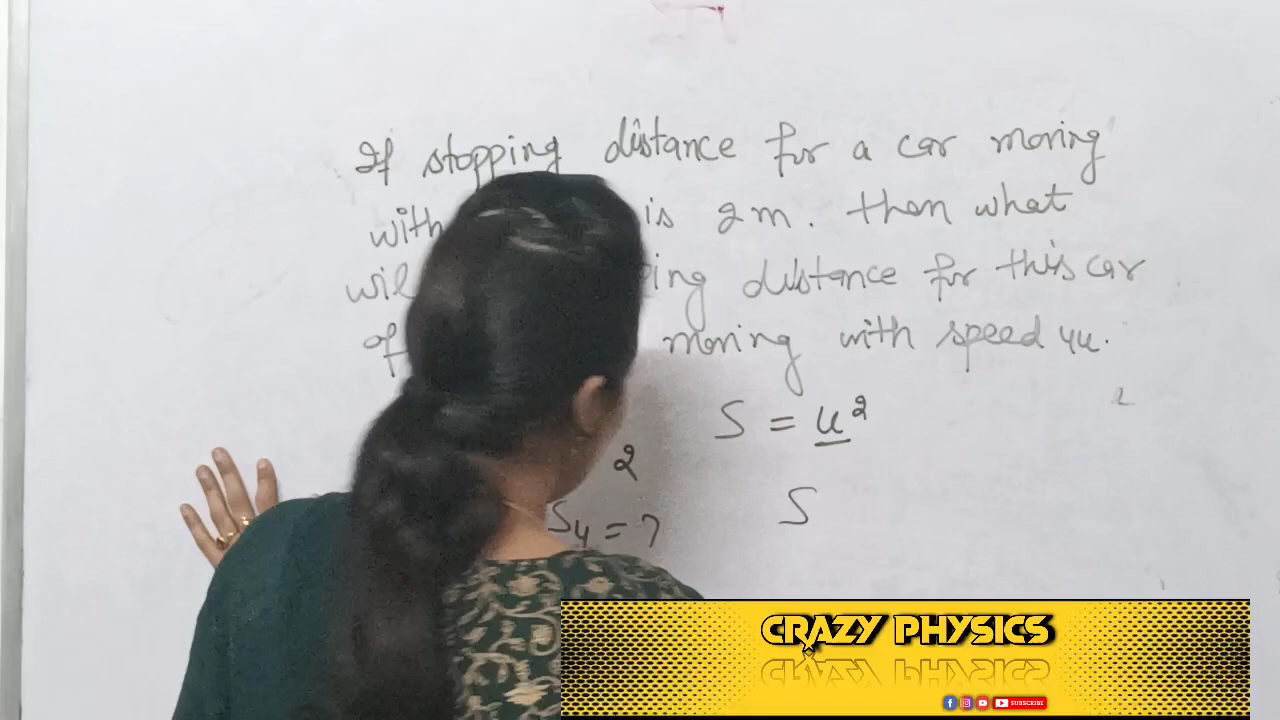 If stopping distance for a car moving
with is 2m. then what
wil ing distance for this car
of moving with speed 4u.
S = u²
2
S4 = ?
S
CRAZY PHYSICS
SUBSCRIBE